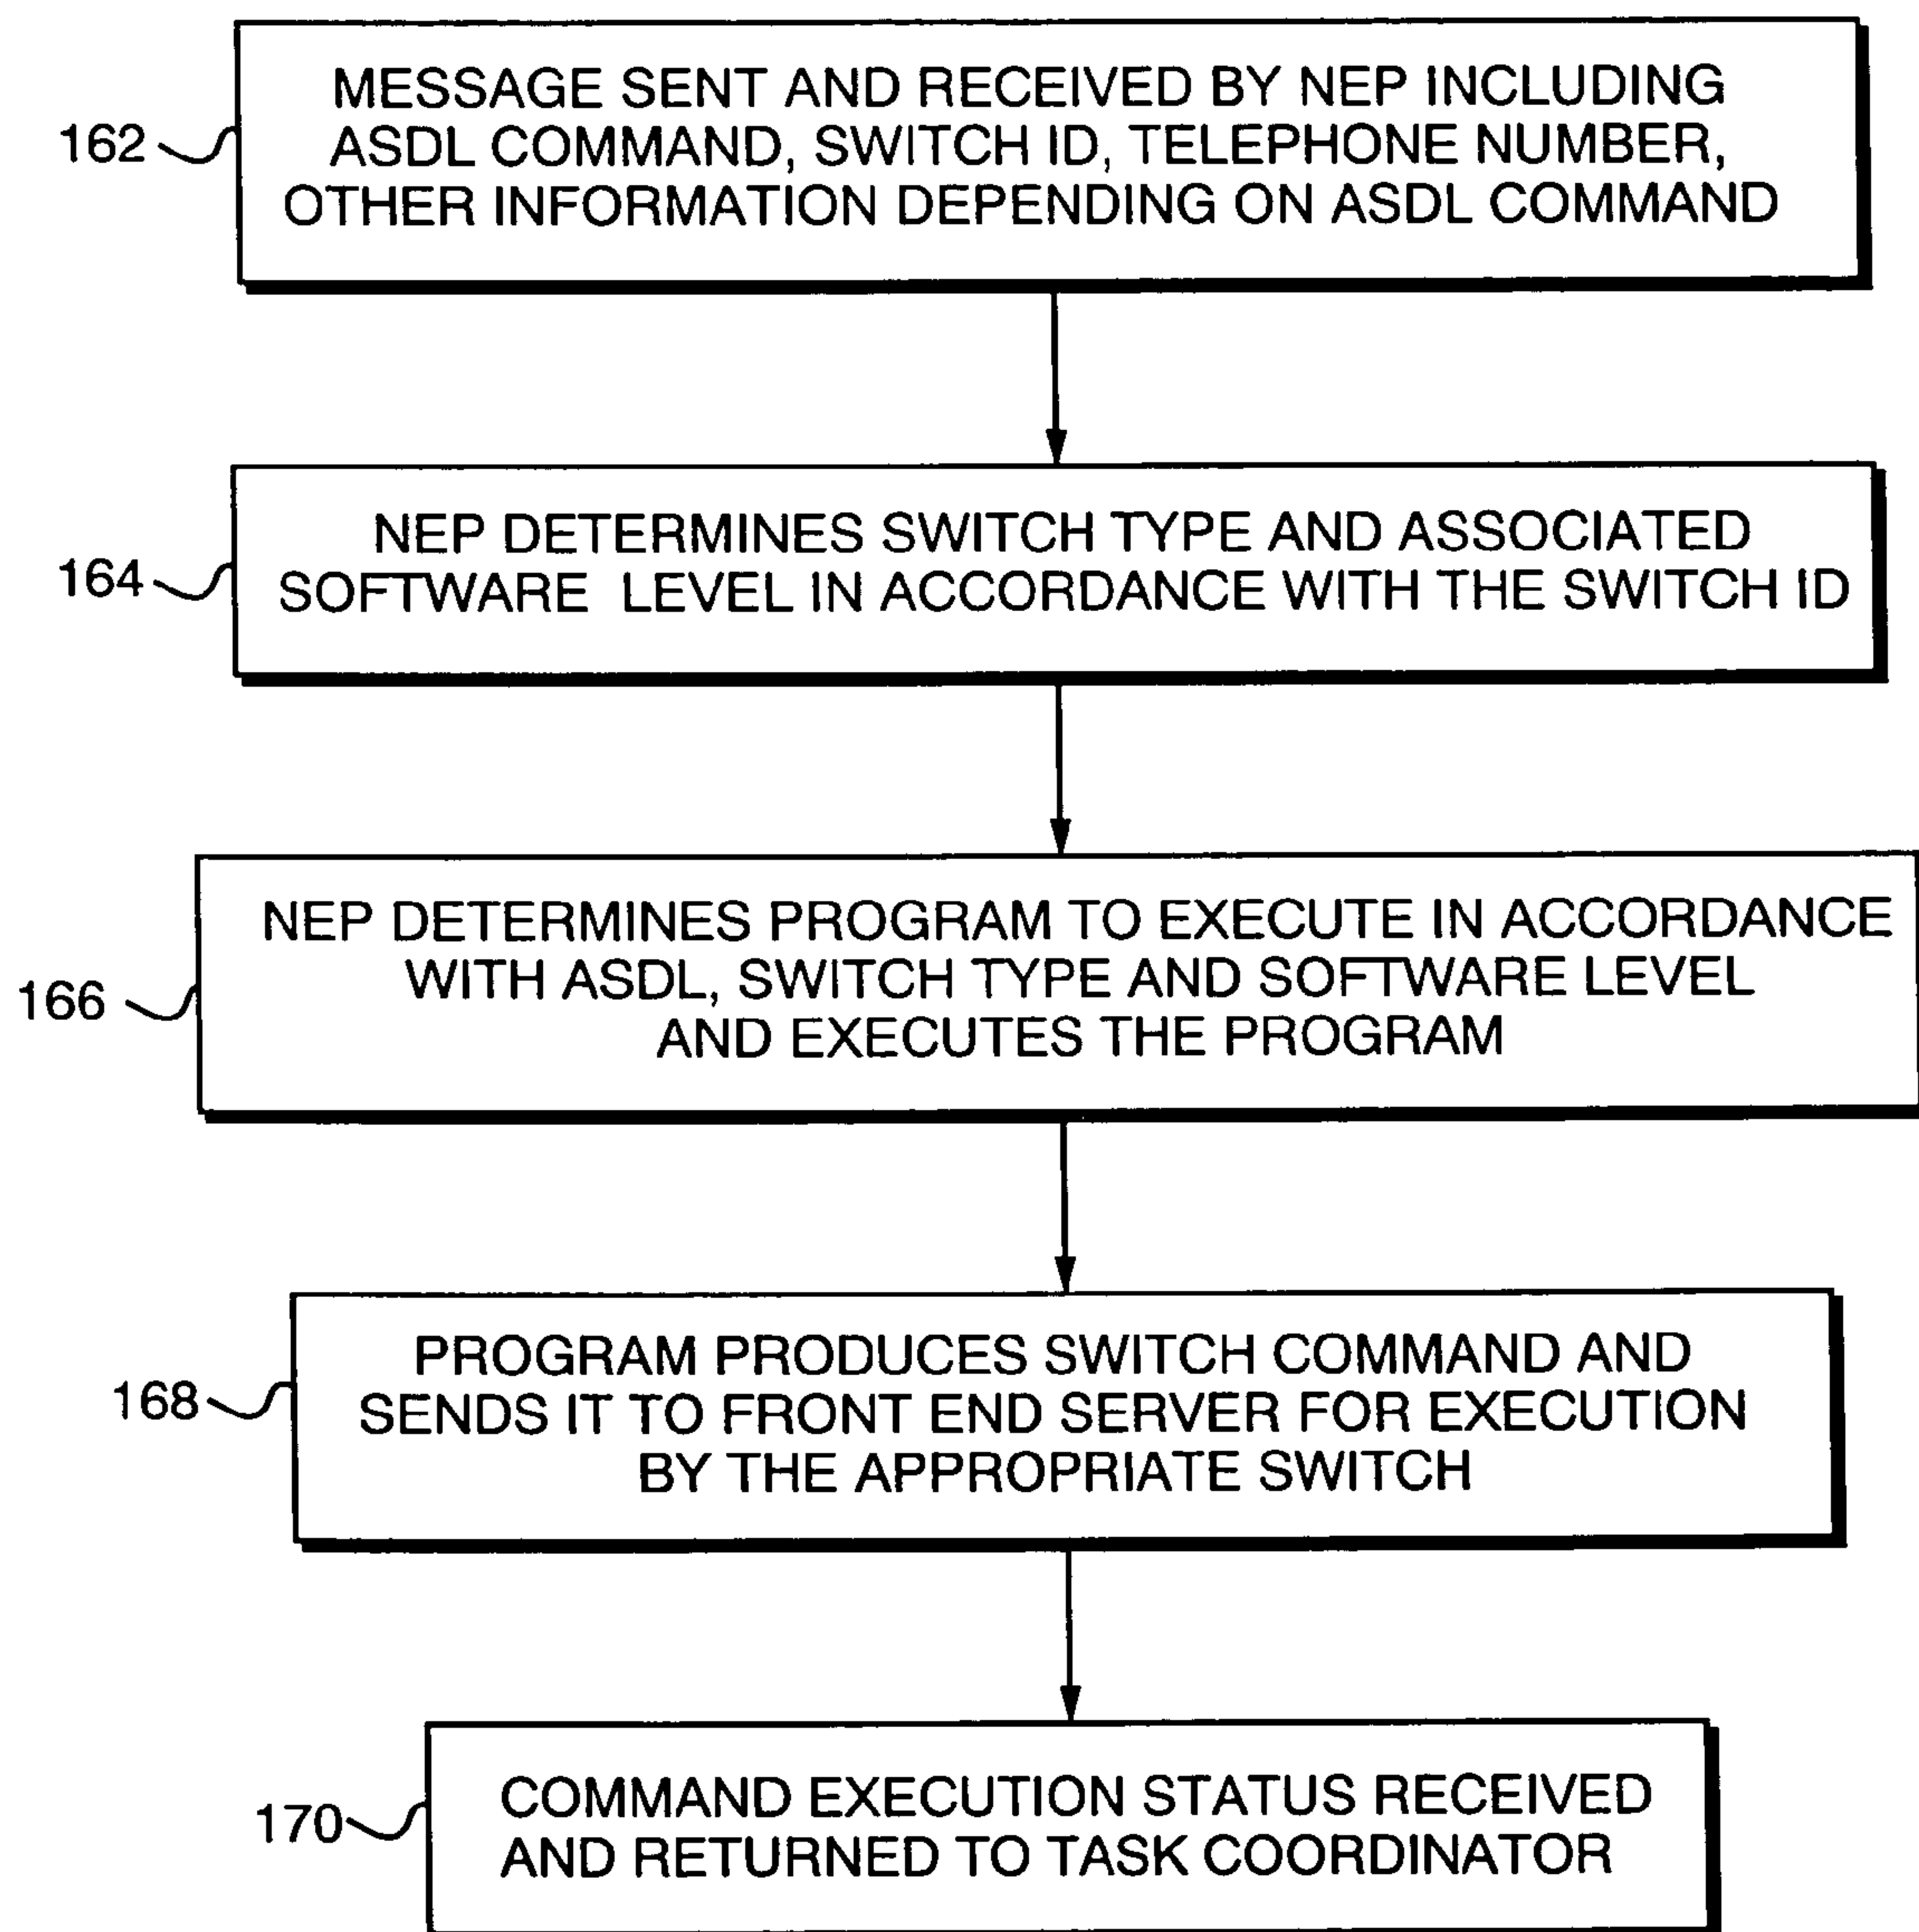 162
MESSAGE SENT AND RECEIVED BY NEP INCLUDING
ASDL COMMAND, SWITCH ID, TELEPHONE NUMBER,
OTHER INFORMATION DEPENDING ON ASDL COMMAND
164
NEP DETERMINES SWITCH TYPE AND ASSOCIATED
SOFTWARE LEVEL IN ACCORDANCE WITH THE SWITCH ID
166
NEP DETERMINES PROGRAM TO EXECUTE IN ACCORDANCE
WITH ASDL, SWITCH TYPE AND SOFTWARE LEVEL
AND EXECUTES THE PROGRAM
168
PROGRAM PRODUCES SWITCH COMMAND AND
SENDS IT TO FRONT END SERVER FOR EXECUTION
BY THE APPROPRIATE SWITCH
170
COMMAND EXECUTION STATUS RECEIVED
AND RETURNED TO TASK COORDINATOR